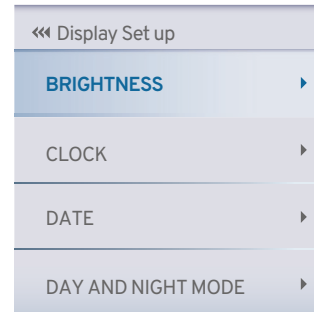 Display Set up
BRIGHTNESS
CLOCK
DATE
DAY AND NIGHT MODE